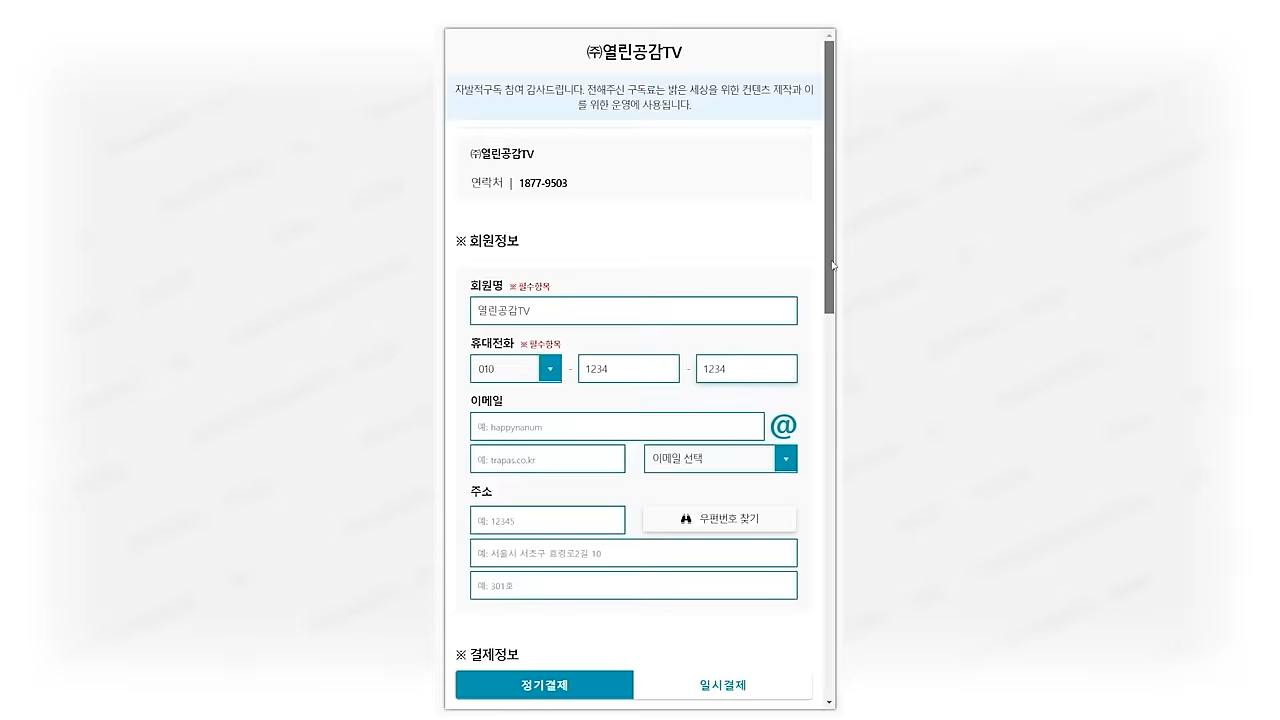 ㈜열린공감TV
자발적구독 참여 감사드립니다. 전해주신 구독료는 밝은 세상을 위한 컨텐츠 제작과 이
를 위한 운영에 사용됩니다.
㈜열린공감TV
연락처 | 1877-9503
※ 회원정보
회원명 ※ 필수항목
열린공감TV
휴대전화 ※ 필수항목
010 - 1234 - 1234
이메일
예: happynanum @
예: trapas.co.kr 이메일 선택
주소
예: 12345 우편번호 찾기
예: 서울시 서초구 효령로2길 10
예: 301호
※ 결제정보
정기결제 일시결제